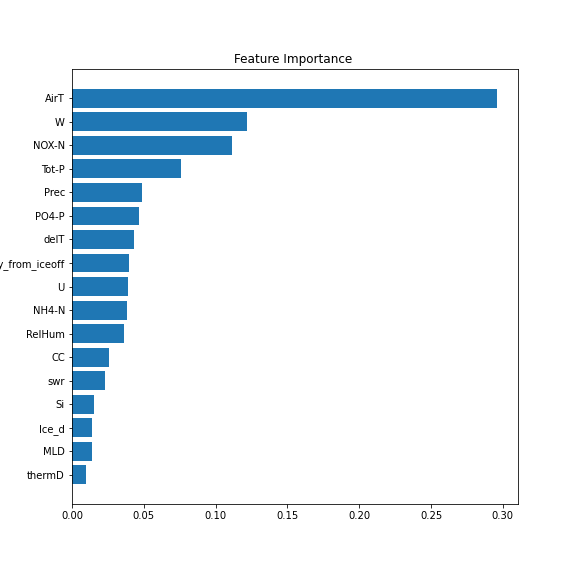 Feature Importance
AirT
W
NOX-N
Tot-P
Prec
PO4-P
delT
y_from_iceoff
U
NH4-N
RelHum
CC
swr
Si
Ice_d
MLD
thermD
0.00 0.05 0.10 0.15 0.20 0.25 0.30